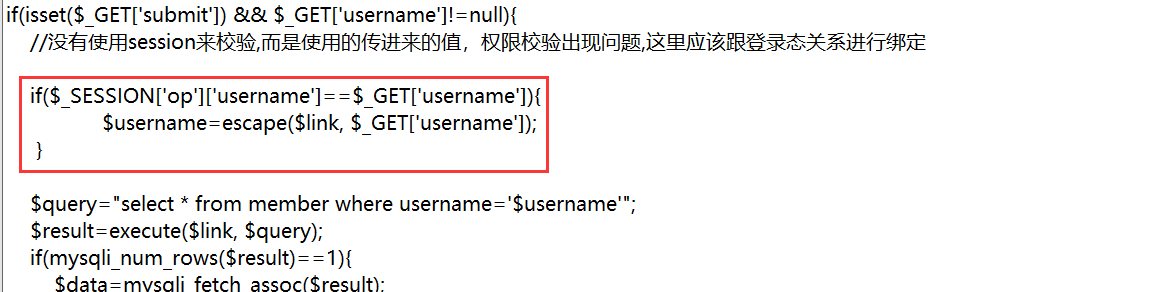 if(isset($_GET['submit']) && $_GET['username']!=null){
//没有使用session来校验,而是使用的传进来的值，权限校验出现问题,这里应该跟登录态关系进行绑定
if($_SESSION['op']['username']==$_GET['username']){
$username=escape($link, $_GET['username']);
}
$query="select * from member where username='$username'";
$result=execute($link, $query);
if(mysqli_num_rows($result)==1){
$data=mysqli_fetch_assoc($result);